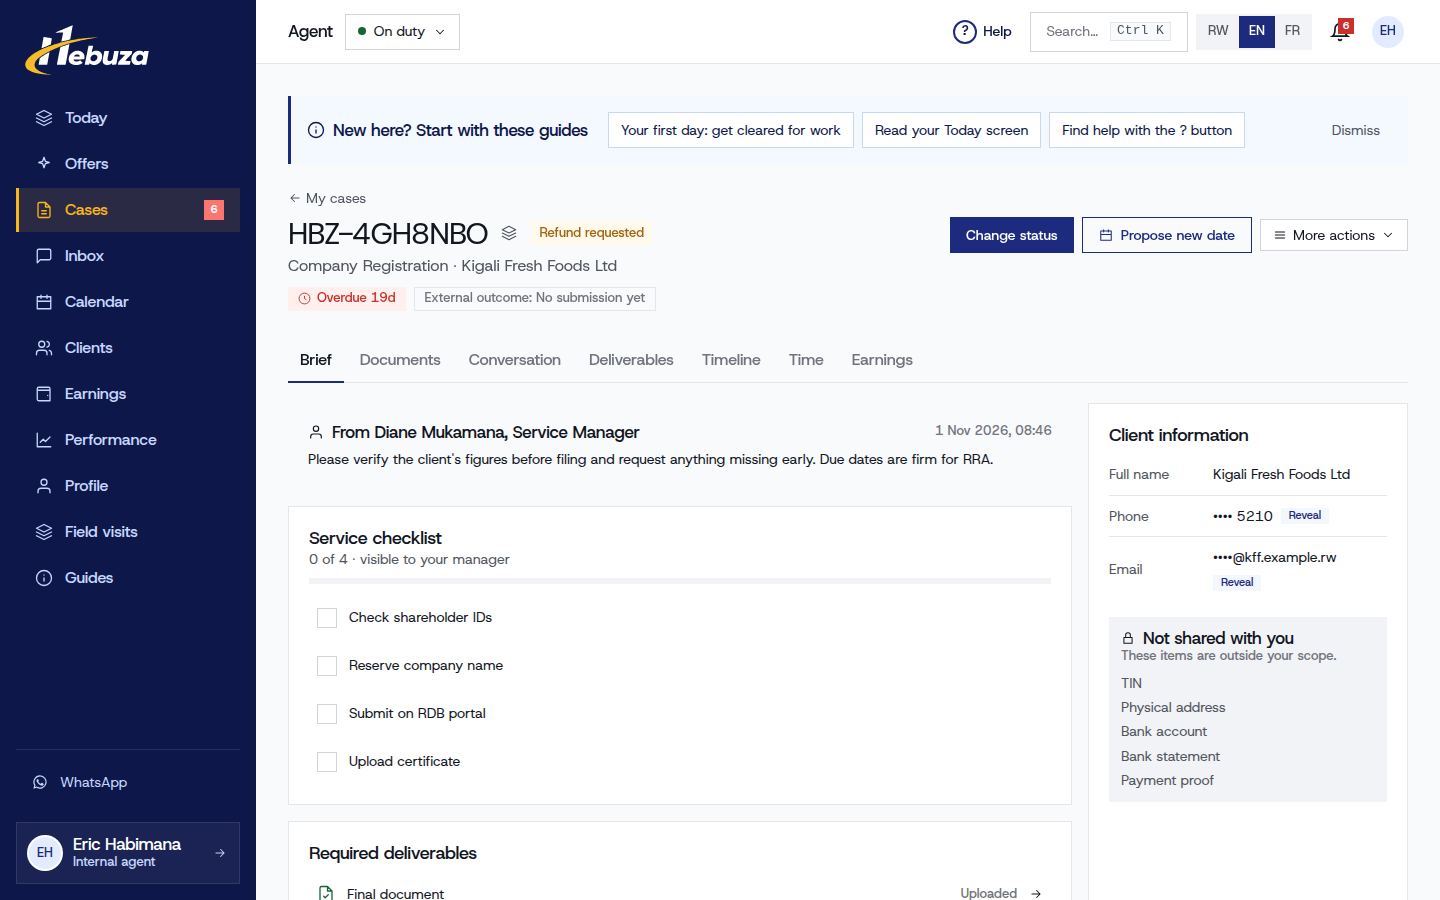 Hebuza
Today
Offers
Cases 6
Inbox
Calendar
Clients
Earnings
Performance
Profile
Field visits
Guides
WhatsApp
EH Eric Habimana
Internal agent
Agent On duty
? Help Search... Ctrl K RW EN FR 6 EH
New here? Start with these guides Your first day: get cleared for work Read your Today screen Find help with the ? button Dismiss
← My cases
HBZ-4GH8NBO Refund requested
Change status Propose new date More actions
Company Registration · Kigali Fresh Foods Ltd
Overdue 19d External outcome: No submission yet
Brief Documents Conversation Deliverables Timeline Time Earnings
From Diane Mukamana, Service Manager 1 Nov 2026, 08:46
Please verify the client's figures before filing and request anything missing early. Due dates are firm for RRA.
Service checklist
0 of 4 · visible to your manager
Check shareholder IDs
Reserve company name
Submit on RDB portal
Upload certificate
Required deliverables
Final document Uploaded →
Client information
Full name Kigali Fresh Foods Ltd
Phone •••• 5210 Reveal
Email ••••@kff.example.rw
Reveal
Not shared with you
These items are outside your scope.
TIN
Physical address
Bank account
Bank statement
Payment proof